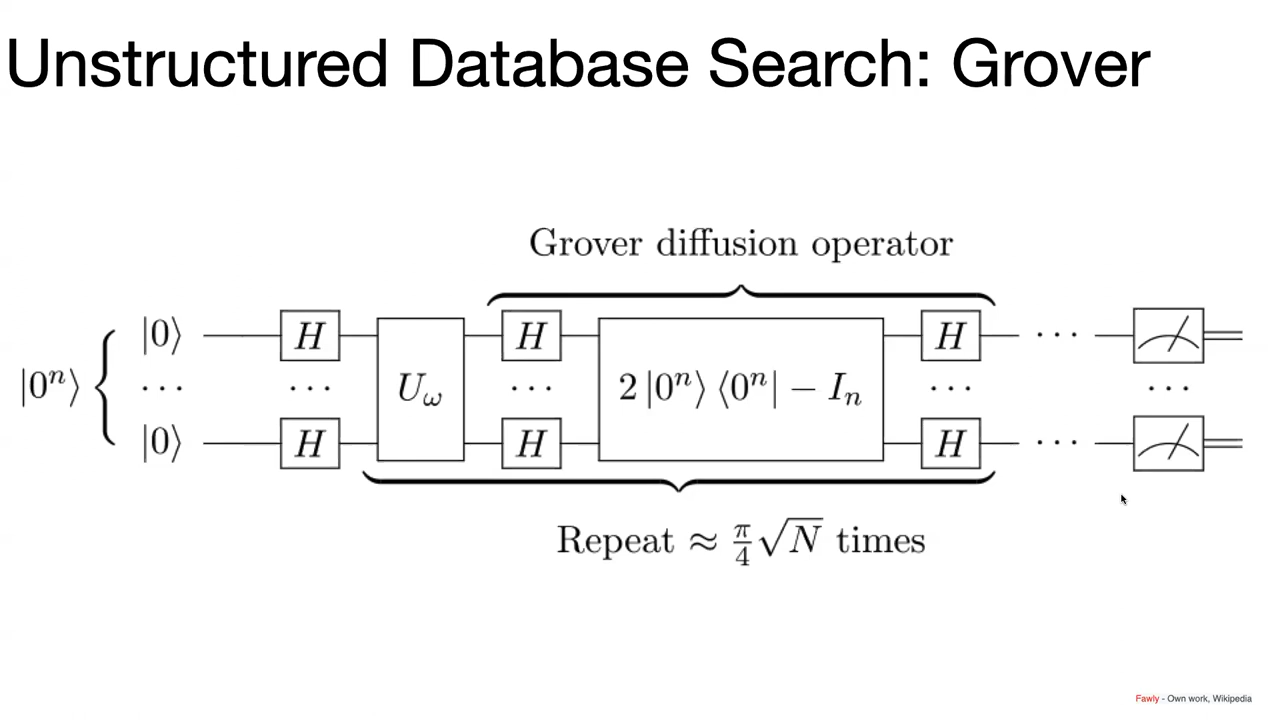 Unstructured Database Search: Grover
Grover diffusion operator
|0ⁿ⟩
|0⟩ H H H ···
··· ··· U_ω ··· 2|0ⁿ⟩⟨0ⁿ| − Iₙ ··· ···
|0⟩ H H H ···
Repeat ≈ π/4 √N times
Fawly - Own work, Wikipedia